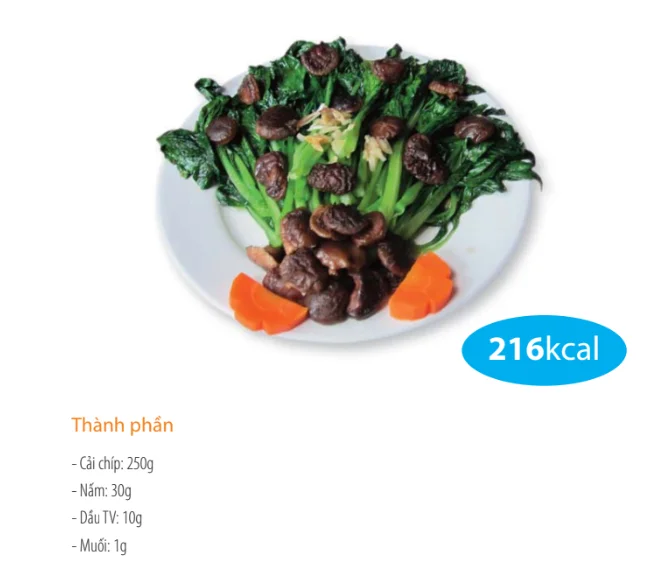 216kcal
Thành phần
- Cải chíp: 250g
- Nấm: 30g
- Dầu TV: 10g
- Muối: 1g